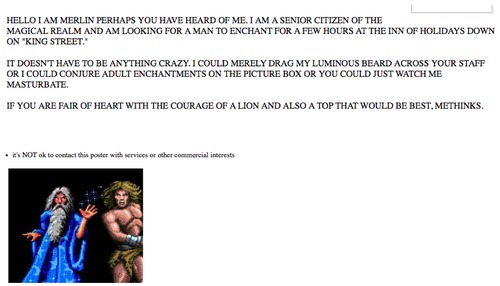 HELLO I AM MERLIN PERHAPS YOU HAVE HEARD OF ME. I AM A SENIOR CITIZEN OF THE
MAGICAL REALM AND AM LOOKING FOR A MAN TO ENCHANT FOR A FEW HOURS AT THE INN OF HOLIDAYS DOWN
ON "KING STREET."
IT DOESN'T HAVE TO BE ANYTHING CRAZY. I COULD MERELY DRAG MY LUMINOUS BEARD ACROSS YOUR STAFF
OR I COULD CONJURE ADULT ENCHANTMENTS ON THE PICTURE BOX OR YOU COULD JUST WATCH ME
MASTURBATE.
IF YOU ARE FAIR OF HEART WITH THE COURAGE OF A LION AND ALSO A TOP THAT WOULD BE BEST, METHINKS.
• it's NOT ok to contact this poster with services or other commercial interests